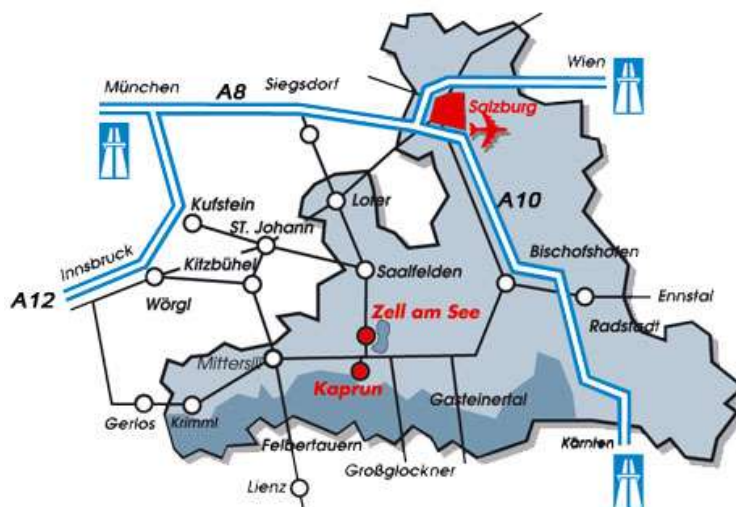 Wien
München
A8
Siegsdorf
Salzburg
Kufstein
Lofer
A10
ST. Johann
Innsbruck
Kitzbühel
Bischofshofen
Saalfelden
A12
Wörgl
Ennstal
Zell am See
Radstadt
Mittersill
Kaprun
Gasteinertal
Gerlos
Krimml
Felbertauern
Kärnten
Großglockner
Lienz